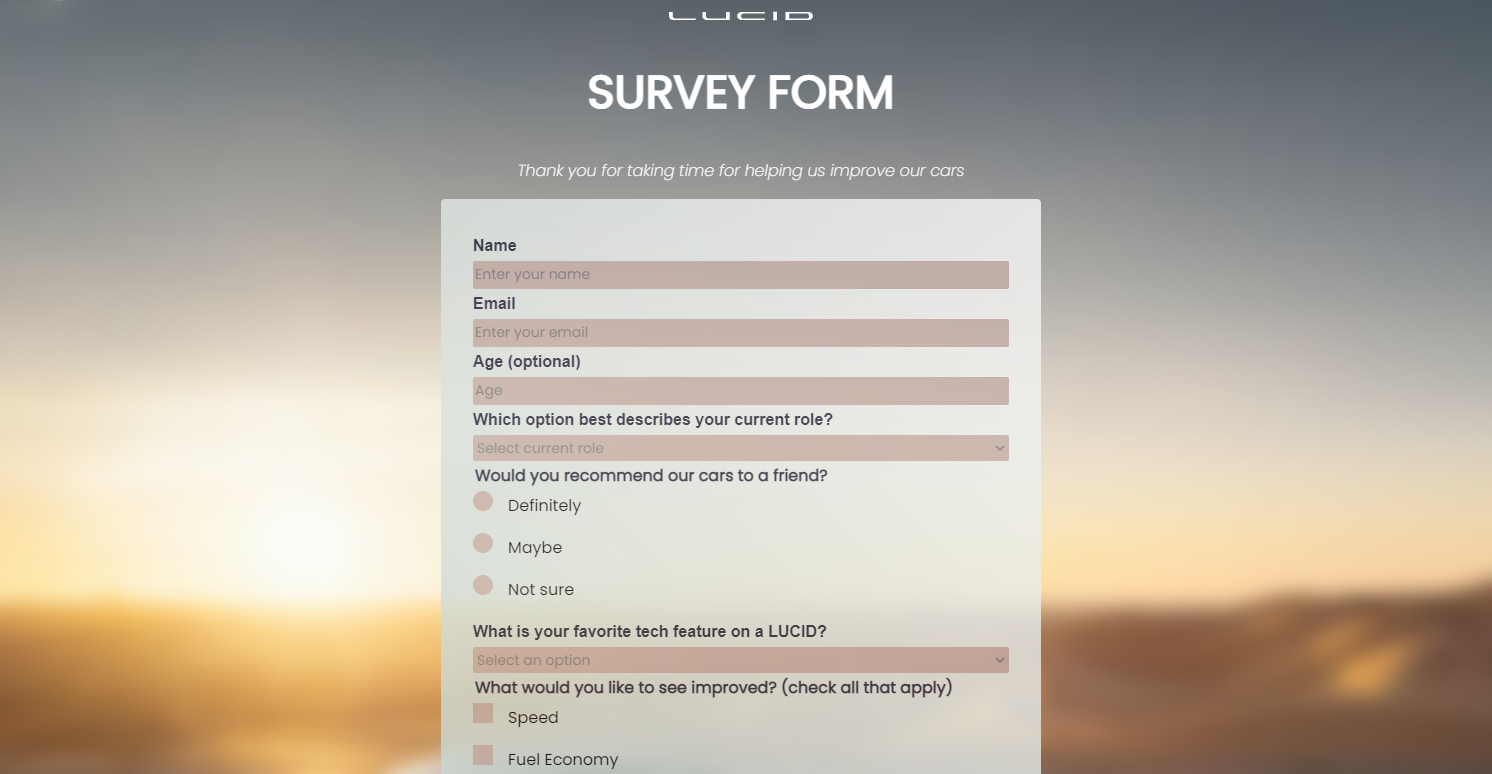 LUCID
SURVEY FORM
Thank you for taking time for helping us improve our cars
Name
Enter your name
Email
Enter your email
Age (optional)
Age
Which option best describes your current role?
Select current role
Would you recommend our cars to a friend?
Definitely
Maybe
Not sure
What is your favorite tech feature on a LUCID?
Select an option
What would you like to see improved? (check all that apply)
Speed
Fuel Economy